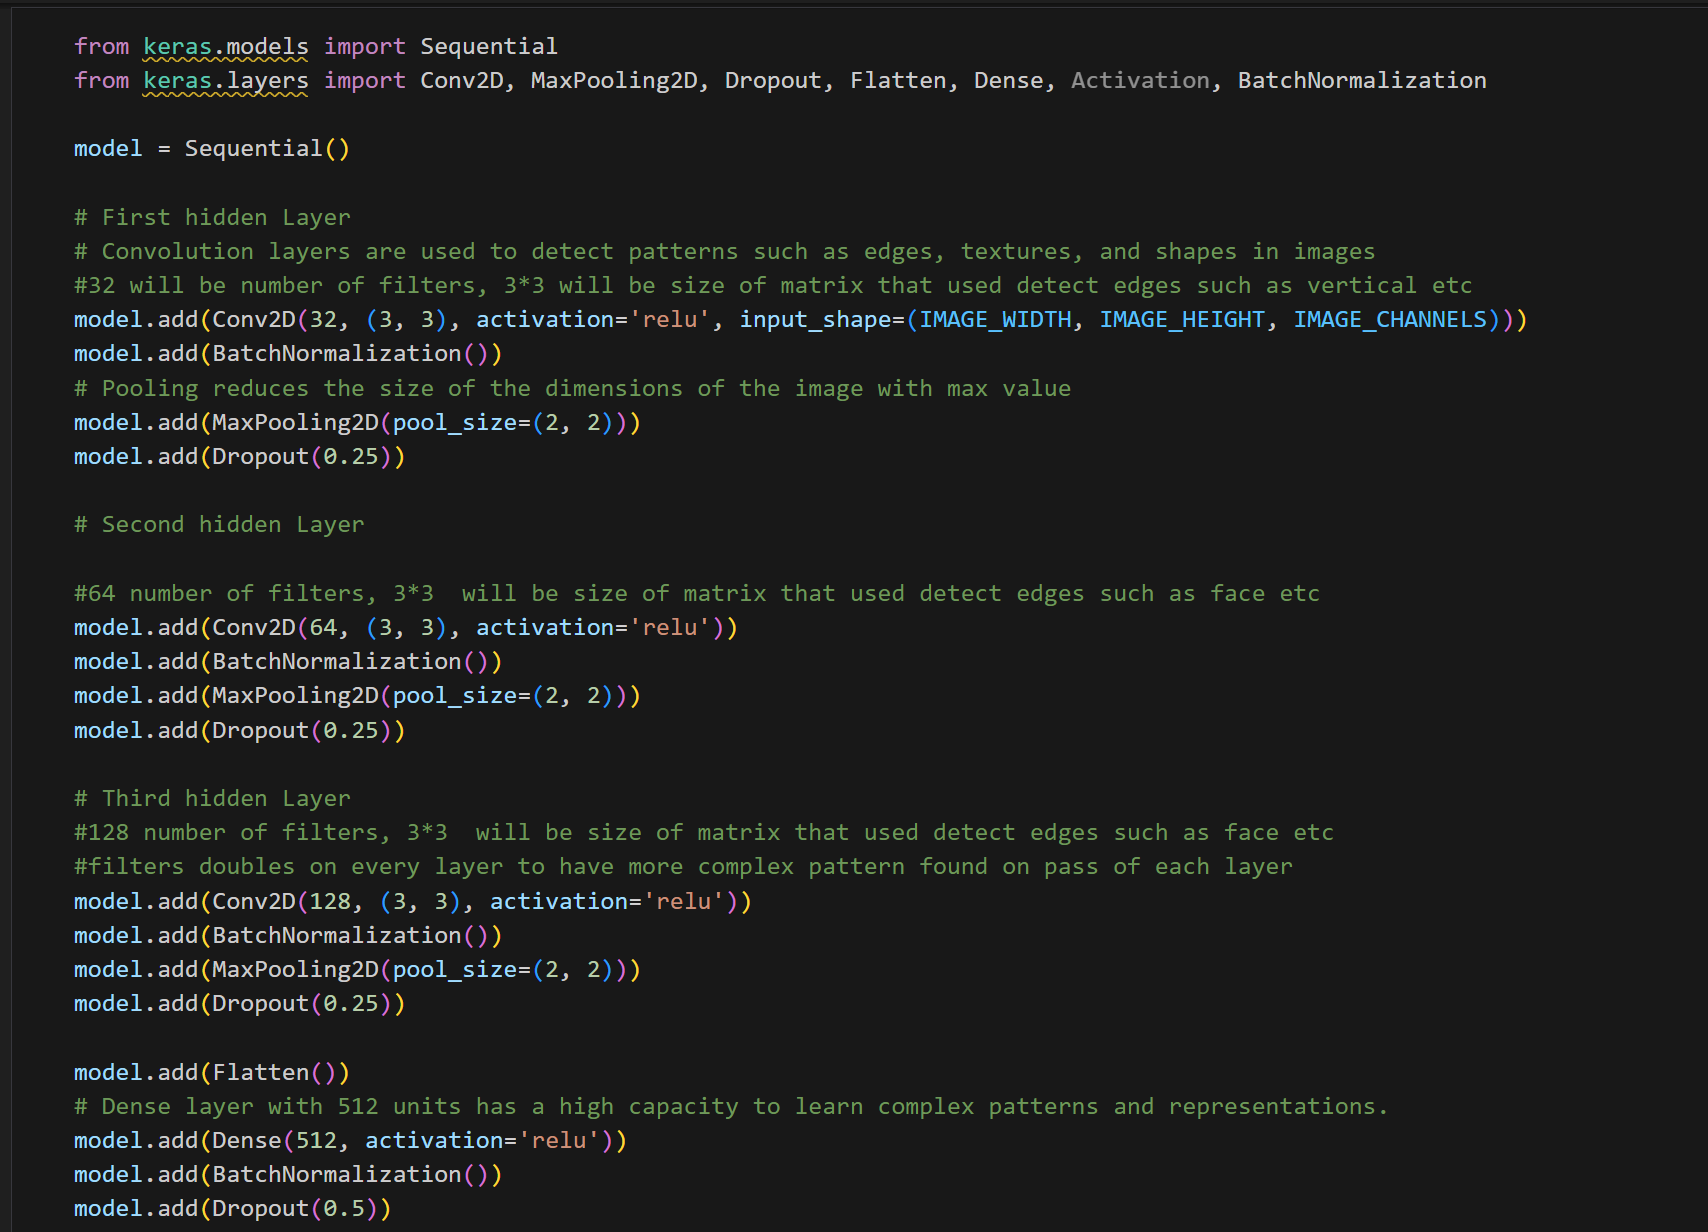 from keras.models import Sequential
from keras.layers import Conv2D, MaxPooling2D, Dropout, Flatten, Dense, Activation, BatchNormalization
model = Sequential()
# First hidden Layer
# Convolution layers are used to detect patterns such as edges, textures, and shapes in images
#32 will be number of filters, 3*3 will be size of matrix that used detect edges such as vertical etc
model.add(Conv2D(32, (3, 3), activation='relu', input_shape=(IMAGE_WIDTH, IMAGE_HEIGHT, IMAGE_CHANNELS)))
model.add(BatchNormalization())
# Pooling reduces the size of the dimensions of the image with max value
model.add(MaxPooling2D(pool_size=(2, 2)))
model.add(Dropout(0.25))
# Second hidden Layer
#64 number of filters, 3*3  will be size of matrix that used detect edges such as face etc
model.add(Conv2D(64, (3, 3), activation='relu'))
model.add(BatchNormalization())
model.add(MaxPooling2D(pool_size=(2, 2)))
model.add(Dropout(0.25))
# Third hidden Layer
#128 number of filters, 3*3  will be size of matrix that used detect edges such as face etc
#filters doubles on every layer to have more complex pattern found on pass of each layer
model.add(Conv2D(128, (3, 3), activation='relu'))
model.add(BatchNormalization())
model.add(MaxPooling2D(pool_size=(2, 2)))
model.add(Dropout(0.25))
model.add(Flatten())
# Dense layer with 512 units has a high capacity to learn complex patterns and representations.
model.add(Dense(512, activation='relu'))
model.add(BatchNormalization())
model.add(Dropout(0.5))